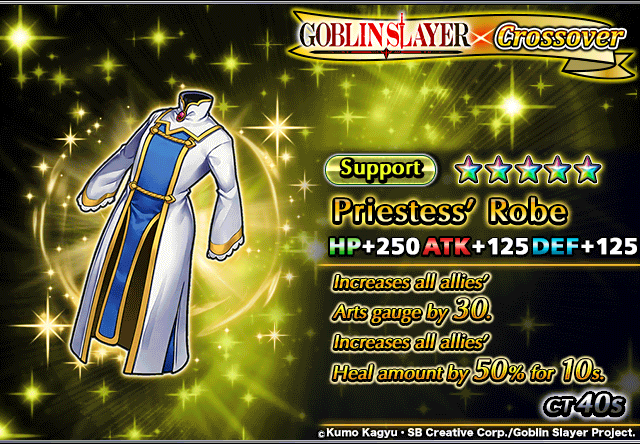 GOBLIN SLAYER × Crossover
Support
Priestess' Robe
HP+250 ATK+125 DEF+125
Increases all allies'
Arts gauge by 30.
Increases all allies'
Heal amount by 50% for 10s.
CT 40s
©Kumo Kagyu・SB Creative Corp./Goblin Slayer Project.